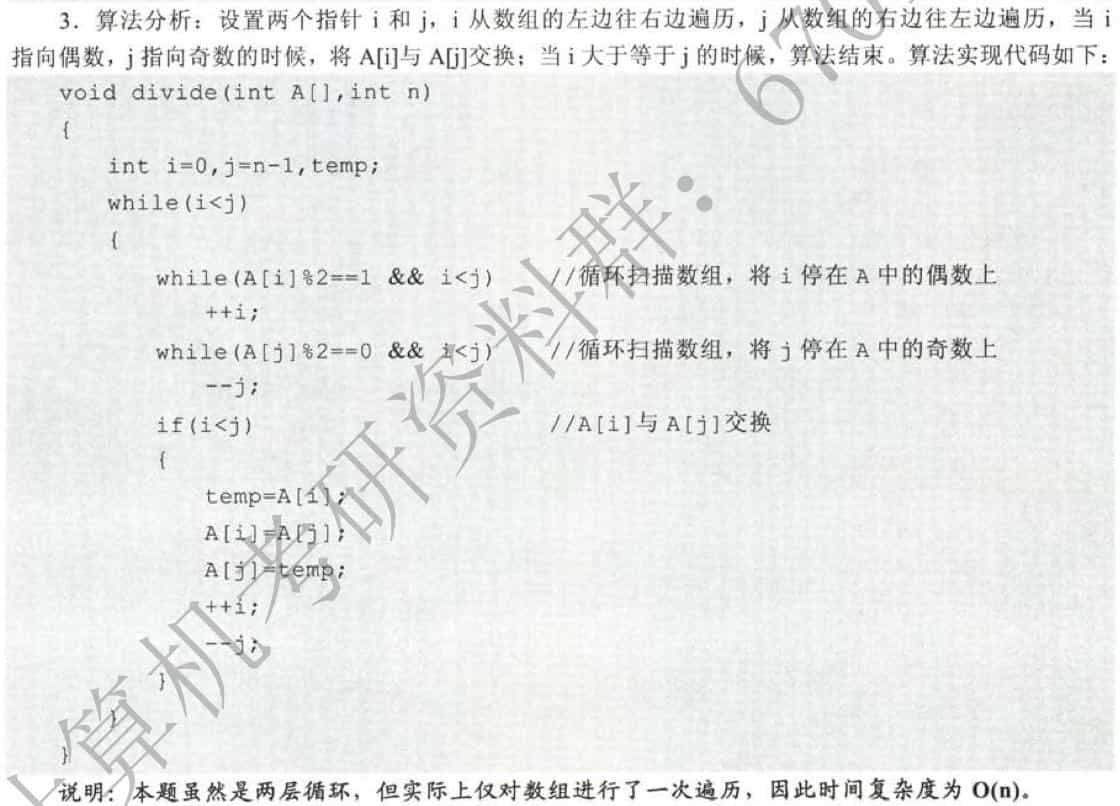 3．算法分析：设置两个指针 i 和 j，i 从数组的左边往右边遍历，j 从数组的右边往左边遍历，当 i
指向偶数，j 指向奇数的时候，将 A[i]与 A[j]交换；当 i 大于等于 j 的时候，算法结束。算法实现代码如下：
void divide(int A[],int n)
{
int i=0,j=n-1,temp;
while(i<j)
{
while(A[i]%2==1 && i<j) //循环扫描数组，将 i 停在 A 中的偶数上
++i;
while(A[j]%2==0 && i<j) //循环扫描数组，将 j 停在 A 中的奇数上
--j;
if(i<j) //A[i]与 A[j]交换
{
temp=A[i];
A[i]=A[j];
A[j]=temp;
++i;
--j;
}
}
}
说明：本题虽然是两层循环，但实际上仅对数组进行了一次遍历，因此时间复杂度为 O(n)。
算机考研资料群：